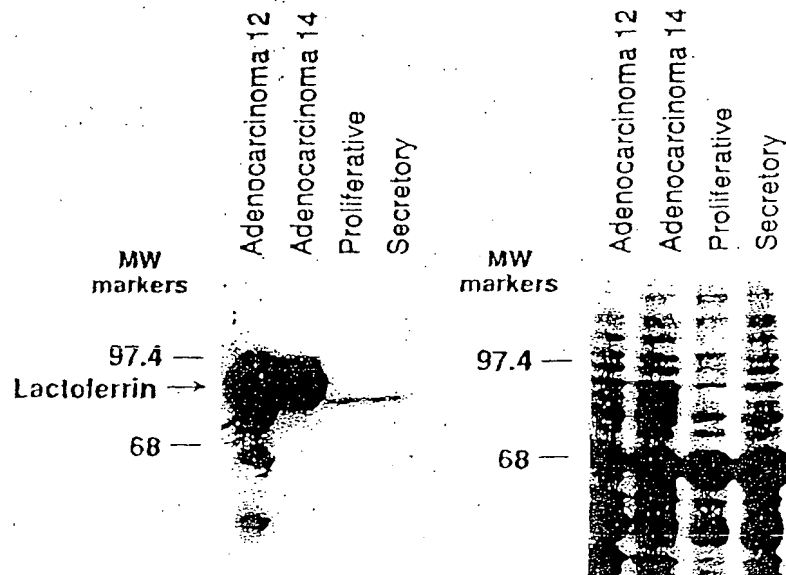 Adenocarcinoma 12
Adenocarcinoma 14
Proliferative
Secretory
MW
markers
97.4
Lactoferrin
68
Adenocarcinoma 12
Adenocarcinoma 14
Proliferative
Secretory
MW
markers
97.4
68